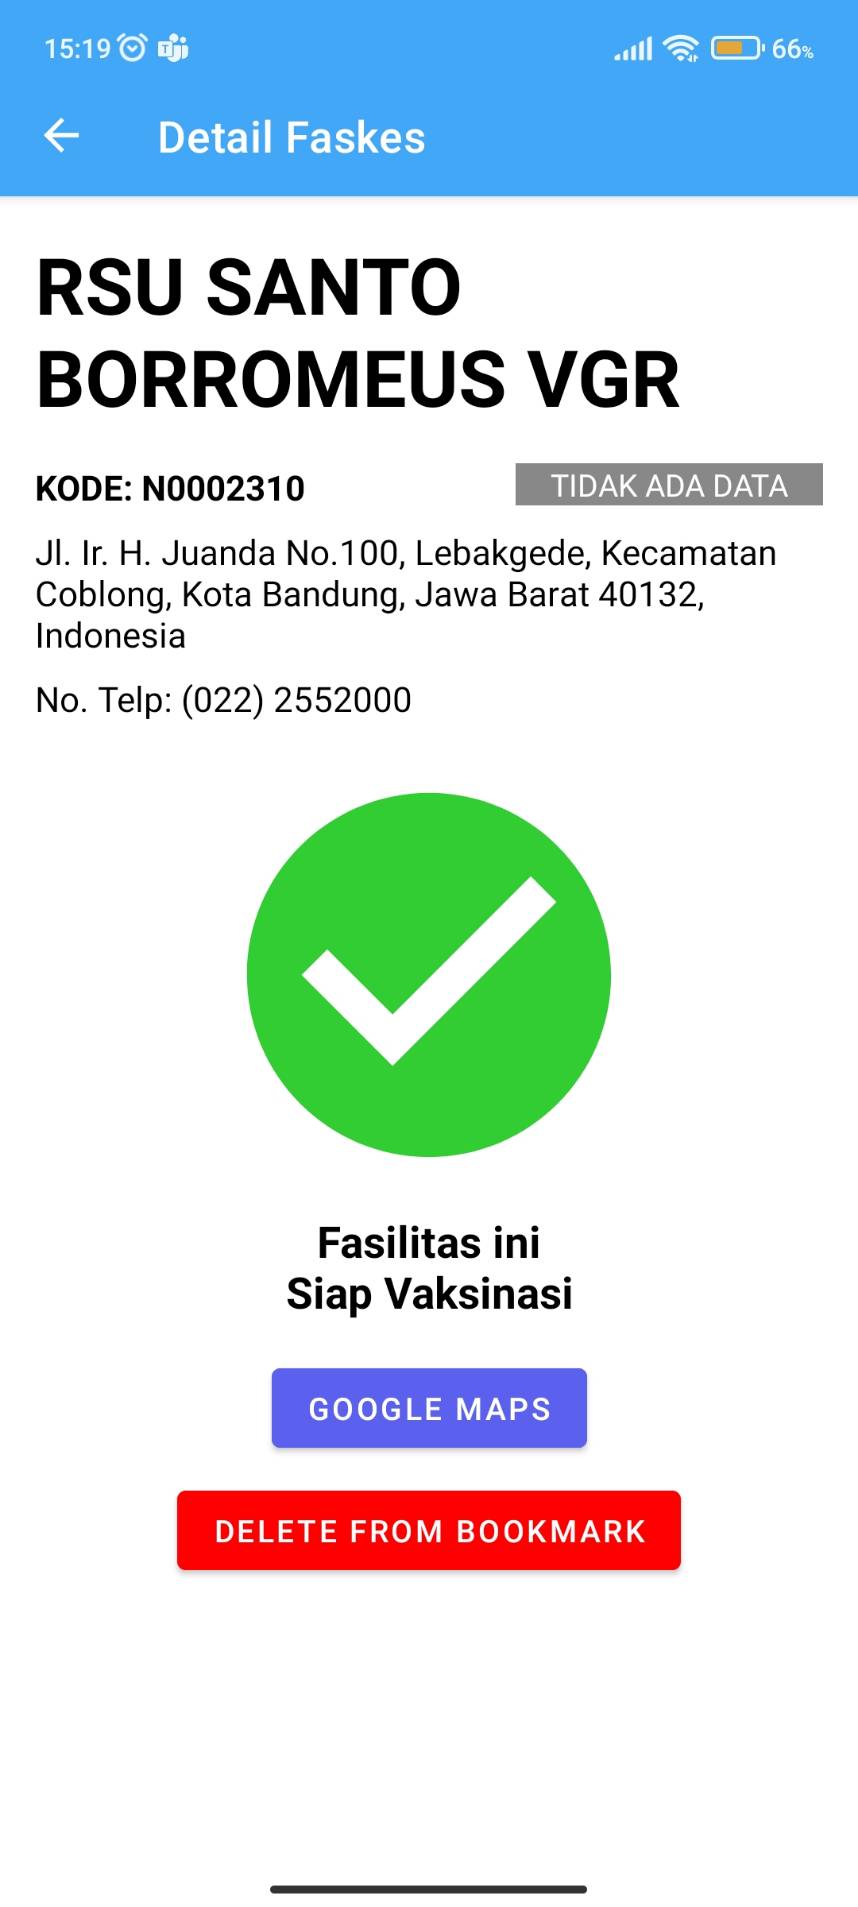 15:19
66%
Detail Faskes
RSU SANTO
BORROMEUS VGR
KODE: N0002310
TIDAK ADA DATA
Jl. Ir. H. Juanda No.100, Lebakgede, Kecamatan
Coblong, Kota Bandung, Jawa Barat 40132,
Indonesia
No. Telp: (022) 2552000
Fasilitas ini
Siap Vaksinasi
GOOGLE MAPS
DELETE FROM BOOKMARK